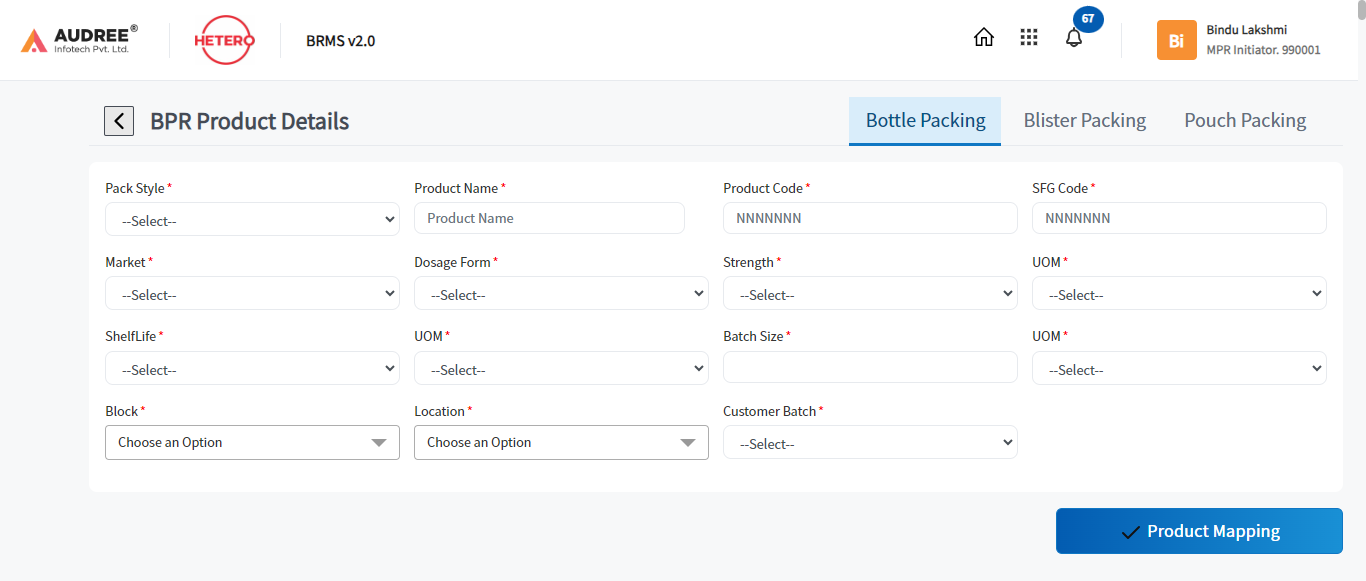 AUDREE®
Infotech Pvt. Ltd.
HETERO
BRMS v2.0
67
Bi
Bindu Lakshmi
MPR Initiator. 990001
BPR Product Details
Bottle Packing
Blister Packing
Pouch Packing
Pack Style *
Product Name *
Product Code *
SFG Code *
--Select--
Product Name
NNNNNNN
NNNNNNN
Market *
Dosage Form *
Strength *
UOM *
--Select--
--Select--
--Select--
--Select--
ShelfLife *
UOM *
Batch Size *
UOM *
--Select--
--Select--
--Select--
Block *
Location *
Customer Batch *
Choose an Option
Choose an Option
--Select--
Product Mapping